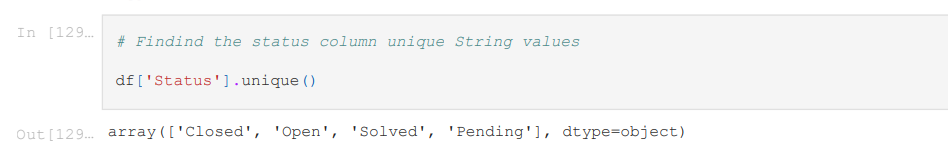 In [129…
# Findind the status column unique String values
df['Status'].unique()
Out[129… array(['Closed', 'Open', 'Solved', 'Pending'], dtype=object)